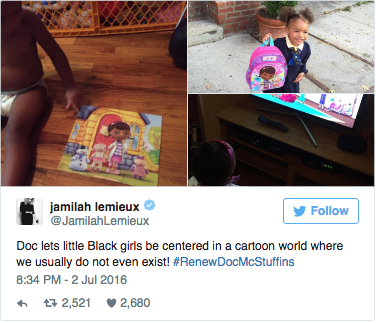 jamilah lemieux
@JamilahLemieux
Follow
Doc lets little Black girls be centered in a cartoon world where
we usually do not even exist! #RenewDocMcStuffins
8:34 PM - 2 Jul 2016
2,521 2,680